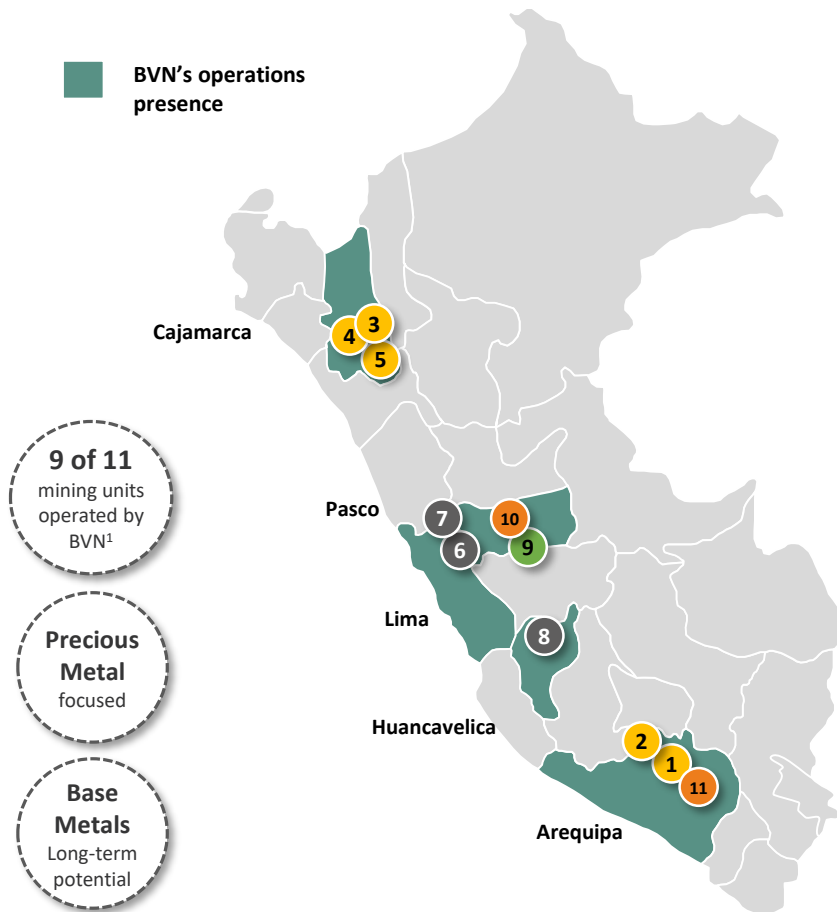 BVN's operations
presence
Cajamarca
3
4
5
9 of 11
mining units
operated by
BVN1
Pasco
7
10
6
9
Lima
8
Precious
Metal
focused
Huancavelica
2
1
11
Base
Metals
Long-term
potential
Arequipa